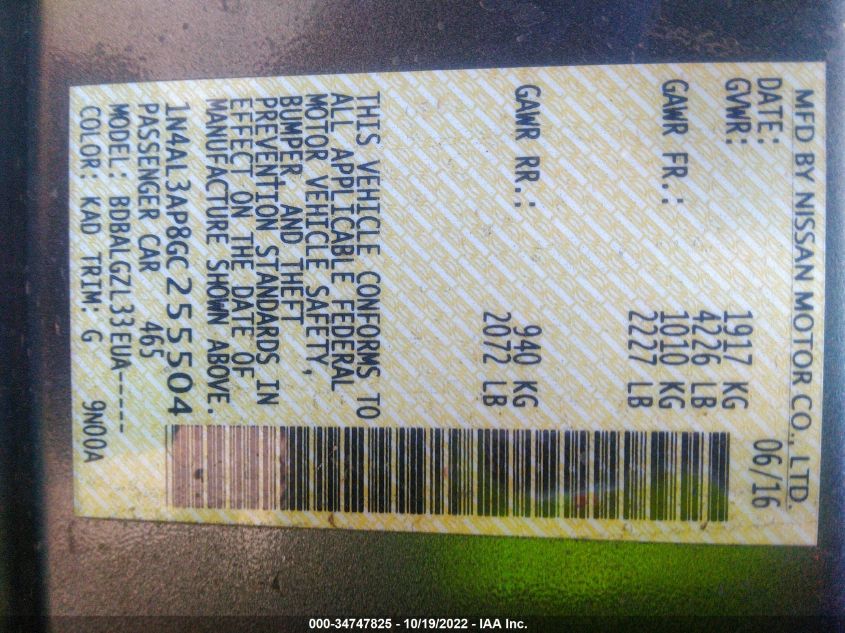 MFD BY NISSAN MOTOR CO., LTD.
DATE: 06/16
GVWR: 1917 KG
4226 LB
GAWR FR.: 1010 KG
2227 LB
GAWR RR.: 940 KG
2072 LB
THIS VEHICLE CONFORMS TO
ALL APPLICABLE FEDERAL
MOTOR VEHICLE SAFETY,
BUMPER, AND THEFT
PREVENTION STANDARDS IN
EFFECT ON THE DATE OF
MANUFACTURE SHOWN ABOVE.
1N4AL3AP8GC255504
PASSENGER CAR 465
MODEL: BDBALGZL33EUA-----
COLOR: KAD TRIM: G 9N00A
000-34747825 - 10/19/2022 - IAA Inc.